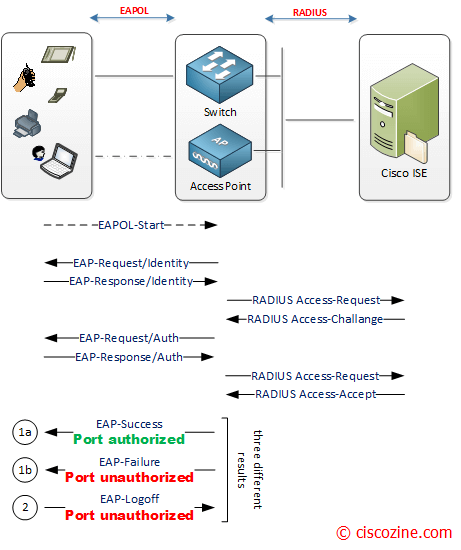 EAPOL
RADIUS
Switch
AP
Access Point
Cisco ISE
EAPOL-Start
EAP-Request/Identity
EAP-Response/Identity
RADIUS Access-Request
RADIUS Access-Challange
EAP-Request/Auth
EAP-Response/Auth
RADIUS Access-Request
RADIUS Access-Accept
1a
EAP-Success
Port authorized
1b
EAP-Failure
Port unauthorized
2
EAP-Logoff
Port unauthorized
three different
results
© ciscozine.com